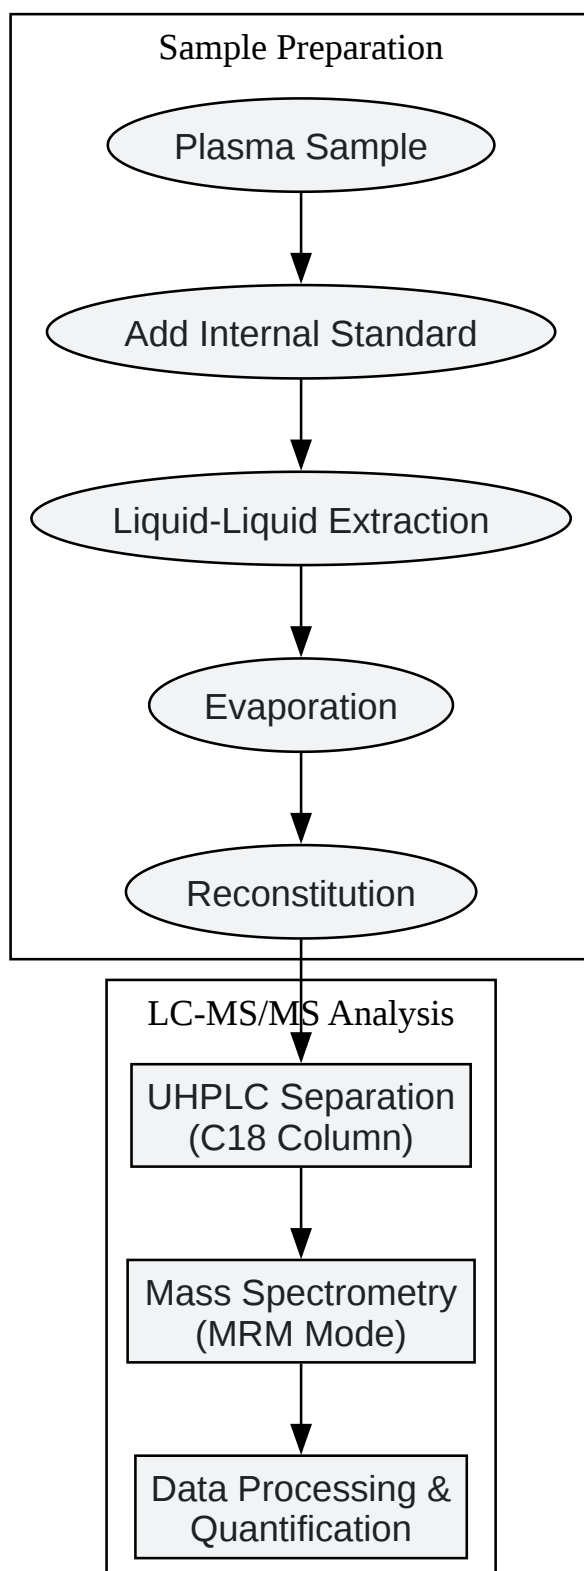 Sample Preparation
Plasma Sample
Add Internal Standard
Liquid-Liquid Extraction
Evaporation
Reconstitution
LC-MS/MS Analysis
UHPLC Separation
(C18 Column)
Mass Spectrometry
(MRM Mode)
Data Processing &
Quantification